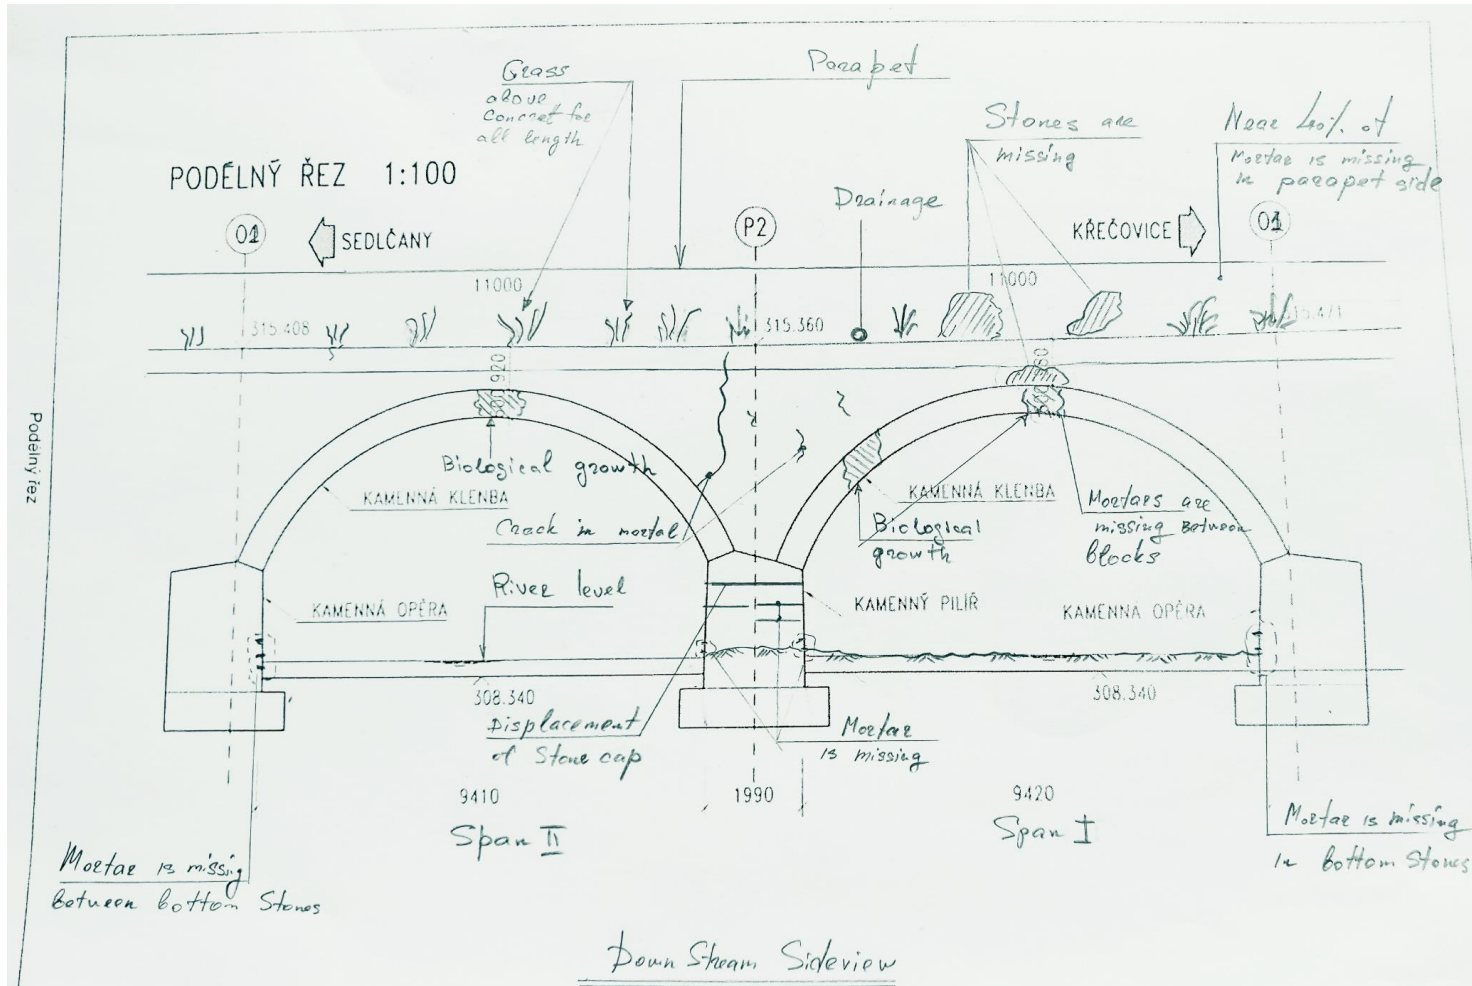 Grass
above
Concret for
all length
Parapet
Stones are
missing
Near 40% of
Mortar is missing
in parapet side
PODÉLNÝ ŘEZ 1:100
Drainage
SEDLČANY
P2
KŘEČOVICE
11000
11000
315.408
315.360
920
Podélný řez
Biological growth
KAMENNÁ KLENBA
KAMENNÁ KLENBA
Crack in mortal
Biological
growth
Mortars are
missing Between
blocks
River level
KAMENNÁ OPĚRA
KAMENNÝ PILÍŘ
KAMENNÁ OPĚRA
308.340
308.340
Displacement
of Stone cap
Mortar
is missing
9410
1990
9420
Span II
Span I
Mortar is missing
Between bottom Stones
Mortar is missing
in bottom Stones
Down Stream Sideview